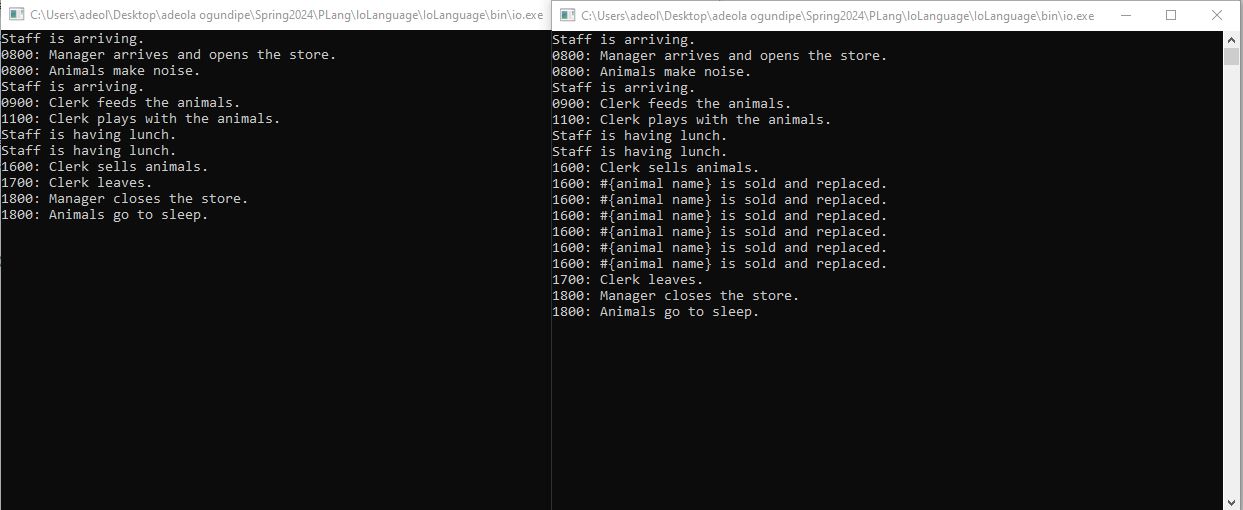 C:\Users\adeol\Desktop\adeola ogundipe\Spring2024\PLang\IoLanguage\IoLanguage\bin\io.exe
Staff is arriving.
0800: Manager arrives and opens the store.
0800: Animals make noise.
Staff is arriving.
0900: Clerk feeds the animals.
1100: Clerk plays with the animals.
Staff is having lunch.
Staff is having lunch.
1600: Clerk sells animals.
1700: Clerk leaves.
1800: Manager closes the store.
1800: Animals go to sleep.
C:\Users\adeol\Desktop\adeola ogundipe\Spring2024\PLang\IoLanguage\IoLanguage\bin\io.exe
Staff is arriving.
0800: Manager arrives and opens the store.
0800: Animals make noise.
Staff is arriving.
0900: Clerk feeds the animals.
1100: Clerk plays with the animals.
Staff is having lunch.
Staff is having lunch.
1600: Clerk sells animals.
1600: #{animal name} is sold and replaced.
1600: #{animal name} is sold and replaced.
1600: #{animal name} is sold and replaced.
1600: #{animal name} is sold and replaced.
1600: #{animal name} is sold and replaced.
1600: #{animal name} is sold and replaced.
1700: Clerk leaves.
1800: Manager closes the store.
1800: Animals go to sleep.